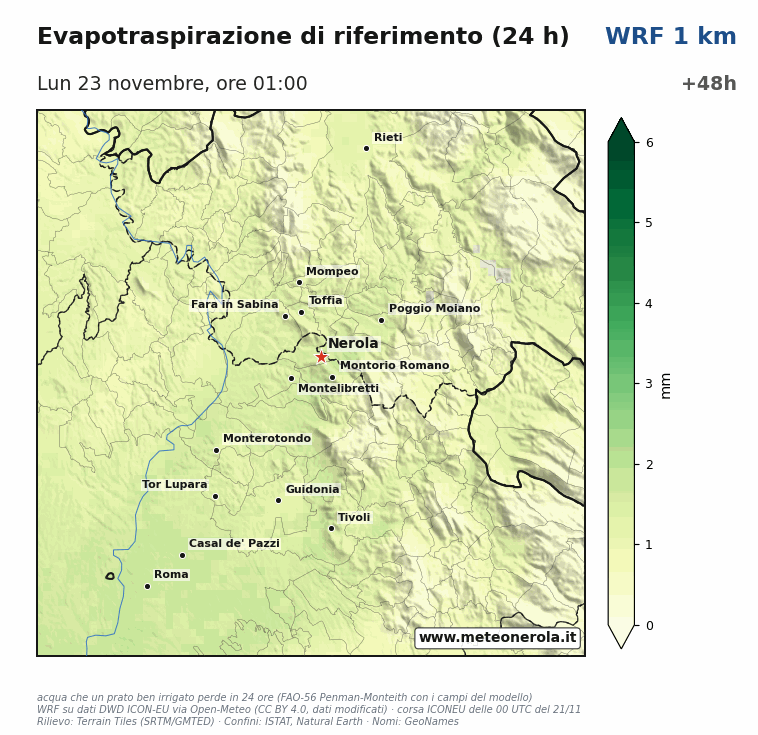 Evapotraspirazione di riferimento (24 h) WRF 1 km
Lun 23 novembre, ore 01:00 +48h
Rieti
Mompeo
Toffia
Fara in Sabina
Poggio Moiano
Nerola
Montorio Romano
Montelibretti
Monterotondo
Tor Lupara
Guidonia
Tivoli
Casal de' Pazzi
Roma
www.meteonerola.it
6
5
4
3
2
1
0
mm
acqua che un prato ben irrigato perde in 24 ore (FAO-56 Penman-Monteith con i campi del modello)
WRF su dati DWD ICON-EU via Open-Meteo (CC BY 4.0, dati modificati) · corsa ICONEU delle 00 UTC del 21/11
Rilievo: Terrain Tiles (SRTM/GMTED) · Confini: ISTAT, Natural Earth · Nomi: GeoNames